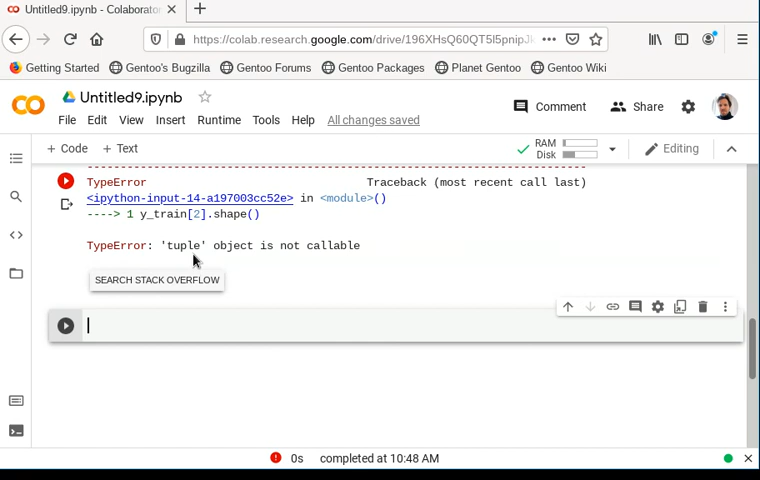 Untitled9.ipynb - Colaborator
https://colab.research.google.com/drive/196XHsQ60QT5l5pnipJ
Getting Started Gentoo's Bugzilla Gentoo Forums Gentoo Packages Planet Gentoo Gentoo Wiki
Untitled9.ipynb
Comment Share
File Edit View Insert Runtime Tools Help All changes saved
+ Code + Text RAM Disk Editing
TypeError Traceback (most recent call last)
<ipython-input-14-a197003cc52e> in <module>()
----> 1 y_train[2].shape()
TypeError: 'tuple' object is not callable
SEARCH STACK OVERFLOW
0s completed at 10:48 AM